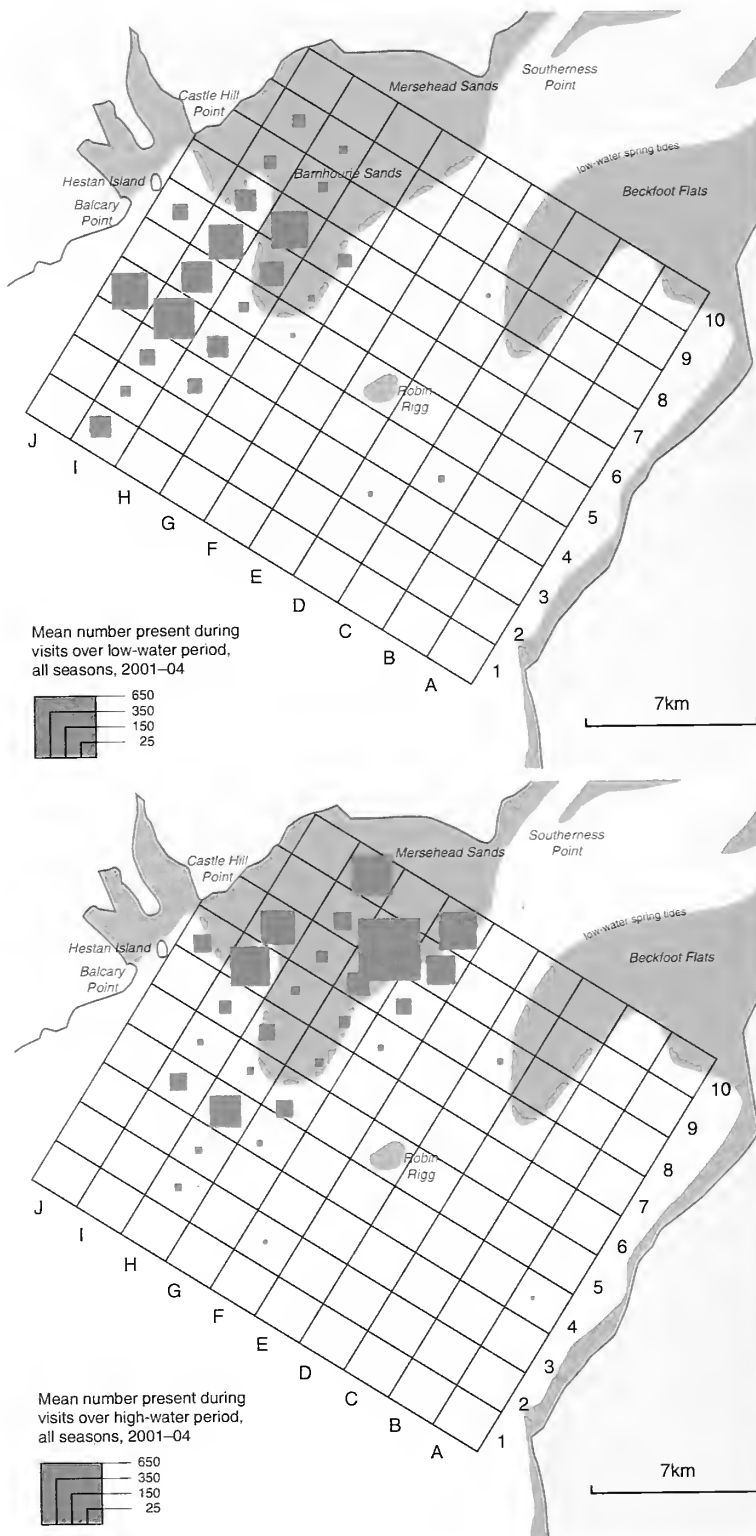 Castle Hill
Point
Mersehead Sands
Southerness
Point
low-water spring tides
Barnhourie Sands
Beckfoot Flats
Hestan Island
Balcary
Point
Robin
Rigg
10
9
8
7
6
5
4
3
2
1
J
I
H
G
F
E
D
C
B
A
Mean number present during
visits over low-water period,
all seasons, 2001–04
650
350
150
25
7km
Castle Hill
Point
Mersehead Sands
Southerness
Point
low-water spring tides
Beckfoot Flats
Hestan Island
Balcary
Point
Robin
Rigg
10
9
8
7
6
5
4
3
2
1
J
I
H
G
F
E
D
C
B
A
Mean number present during
visits over high-water period,
all seasons, 2001–04
650
350
150
25
7km